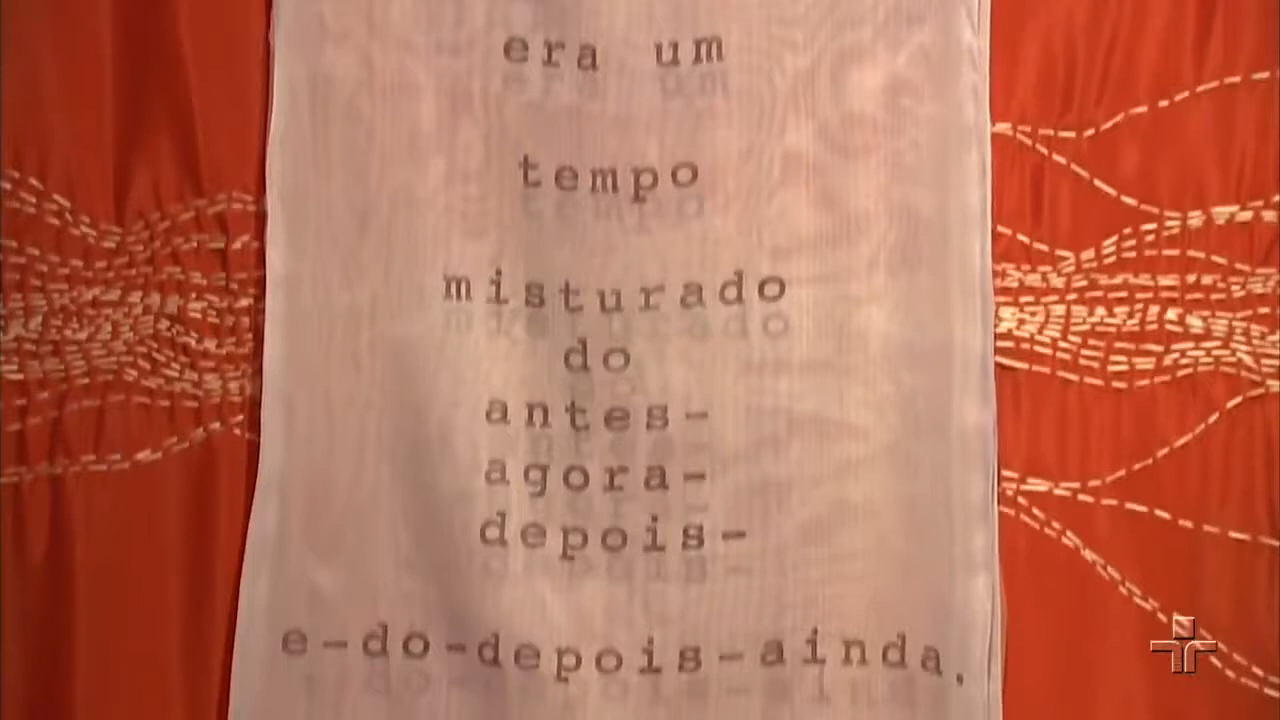 era um
tempo
misturado
do
antes-
agora-
depois-
e-do-depois-ainda.